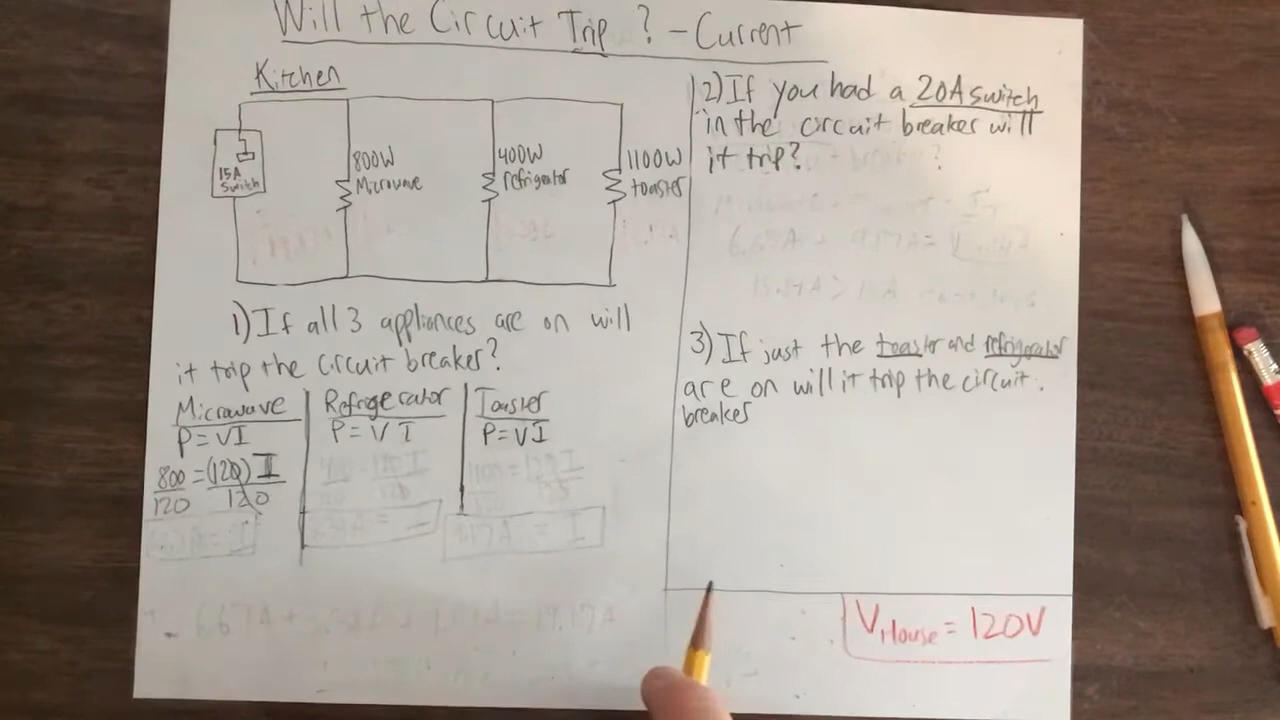 Will the Circuit Trip? - Current
Kitchen
15A
Switch
800W
Microwave
400W
refrigeator
1100W
toaster
1) If all 3 appliances are on will
it trip the circuit breaker?
Microwave
P=VI
800 = (120) I
120 120
Refrigerator
P=VI
Toaster
P=VI
2) If you had a 20A switch
in the circuit breaker will
it trip?
3) If just the toaster and refrigorator
are on will it trip the circuit.
breaker
VHouse = 120V